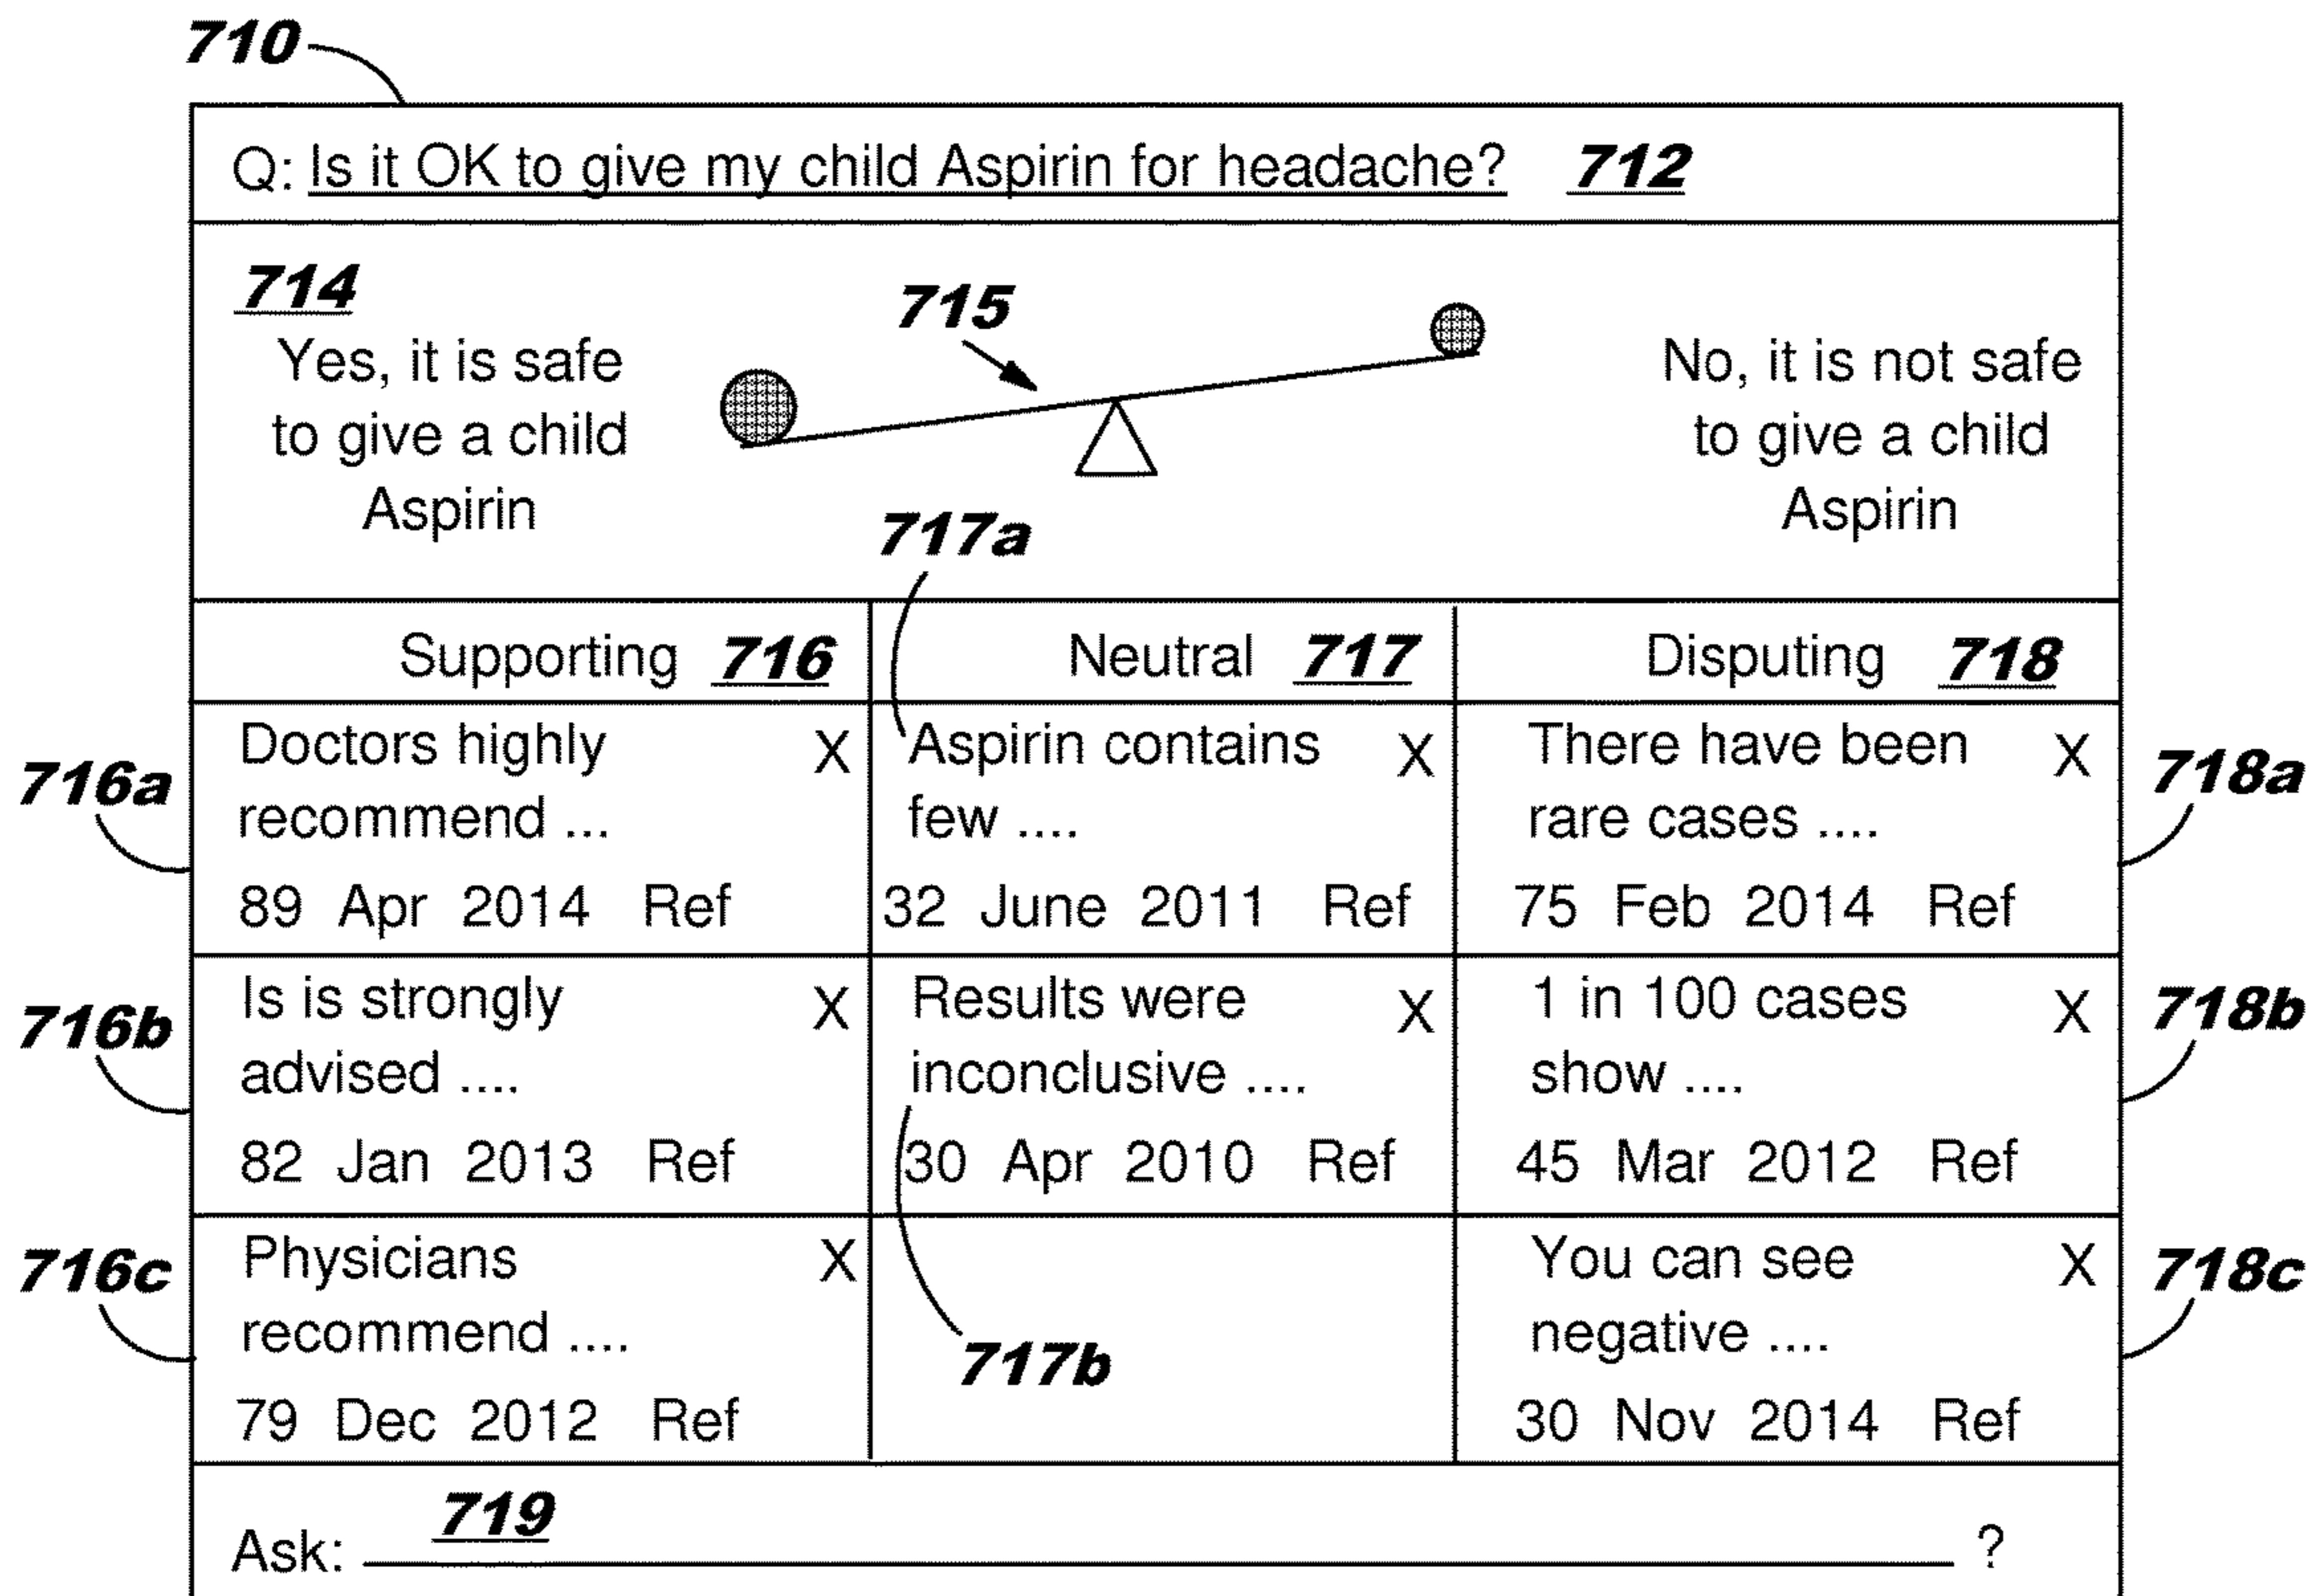 710
Q: Is it OK to give my child Aspirin for headache? 712
714
Yes, it is safe
to give a child
Aspirin
715
No, it is not safe
to give a child
Aspirin
717a
Supporting 716
Neutral 717
Disputing 718
716a
Doctors highly X
recommend ...
89 Apr 2014 Ref
Aspirin contains X
few ....
32 June 2011 Ref
There have been X
rare cases ....
75 Feb 2014 Ref
718a
716b
Is is strongly X
advised ....
82 Jan 2013 Ref
Results were X
inconclusive ....
30 Apr 2010 Ref
1 in 100 cases X
show ....
45 Mar 2012 Ref
718b
716c
Physicians X
recommend ....
79 Dec 2012 Ref
717b
You can see X
negative ....
30 Nov 2014 Ref
718c
719
Ask: ?